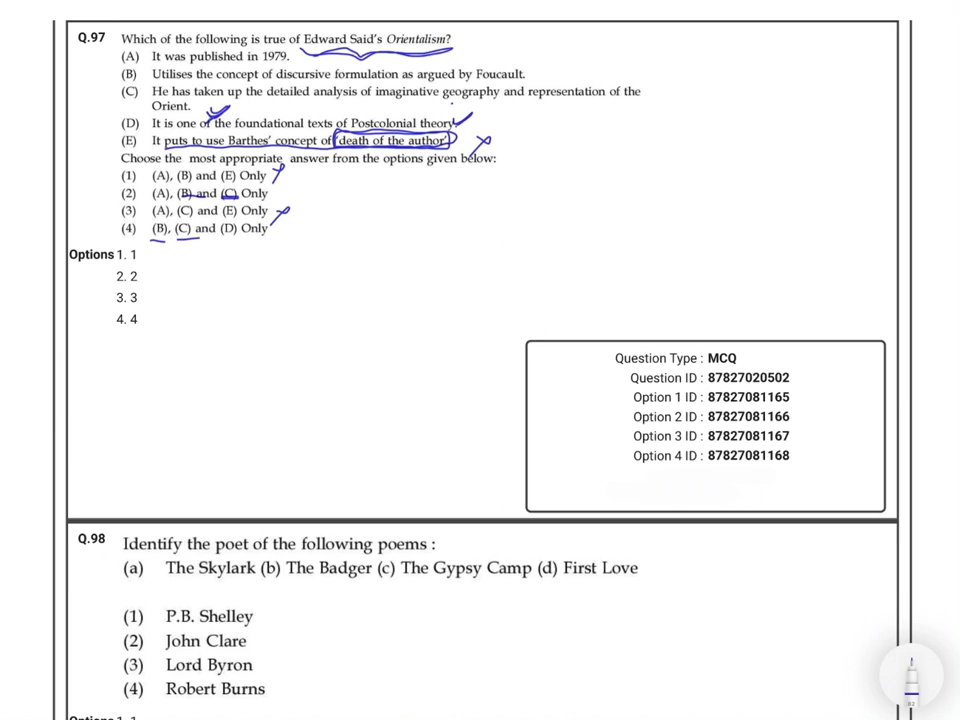 Q.97 Which of the following is true of Edward Said's Orientalism?
(A) It was published in 1979.
(B) Utilises the concept of discursive formulation as argued by Foucault.
(C) He has taken up the detailed analysis of imaginative geography and representation of the
Orient.
(D) It is one of the foundational texts of Postcolonial theory.
(E) It puts to use Barthes' concept of 'death of the author'.
Choose the most appropriate answer from the options given below:
(1) (A), (B) and (E) Only
(2) (A), (B) and (C) Only
(3) (A), (C) and (E) Only
(4) (B), (C) and (D) Only
Options 1. 1
2. 2
3. 3
4. 4
Question Type : MCQ
Question ID : 87827020502
Option 1 ID : 87827081165
Option 2 ID : 87827081166
Option 3 ID : 87827081167
Option 4 ID : 87827081168
Q.98 Identify the poet of the following poems :
(a) The Skylark (b) The Badger (c) The Gypsy Camp (d) First Love
(1) P.B. Shelley
(2) John Clare
(3) Lord Byron
(4) Robert Burns
Options 1. 1
82